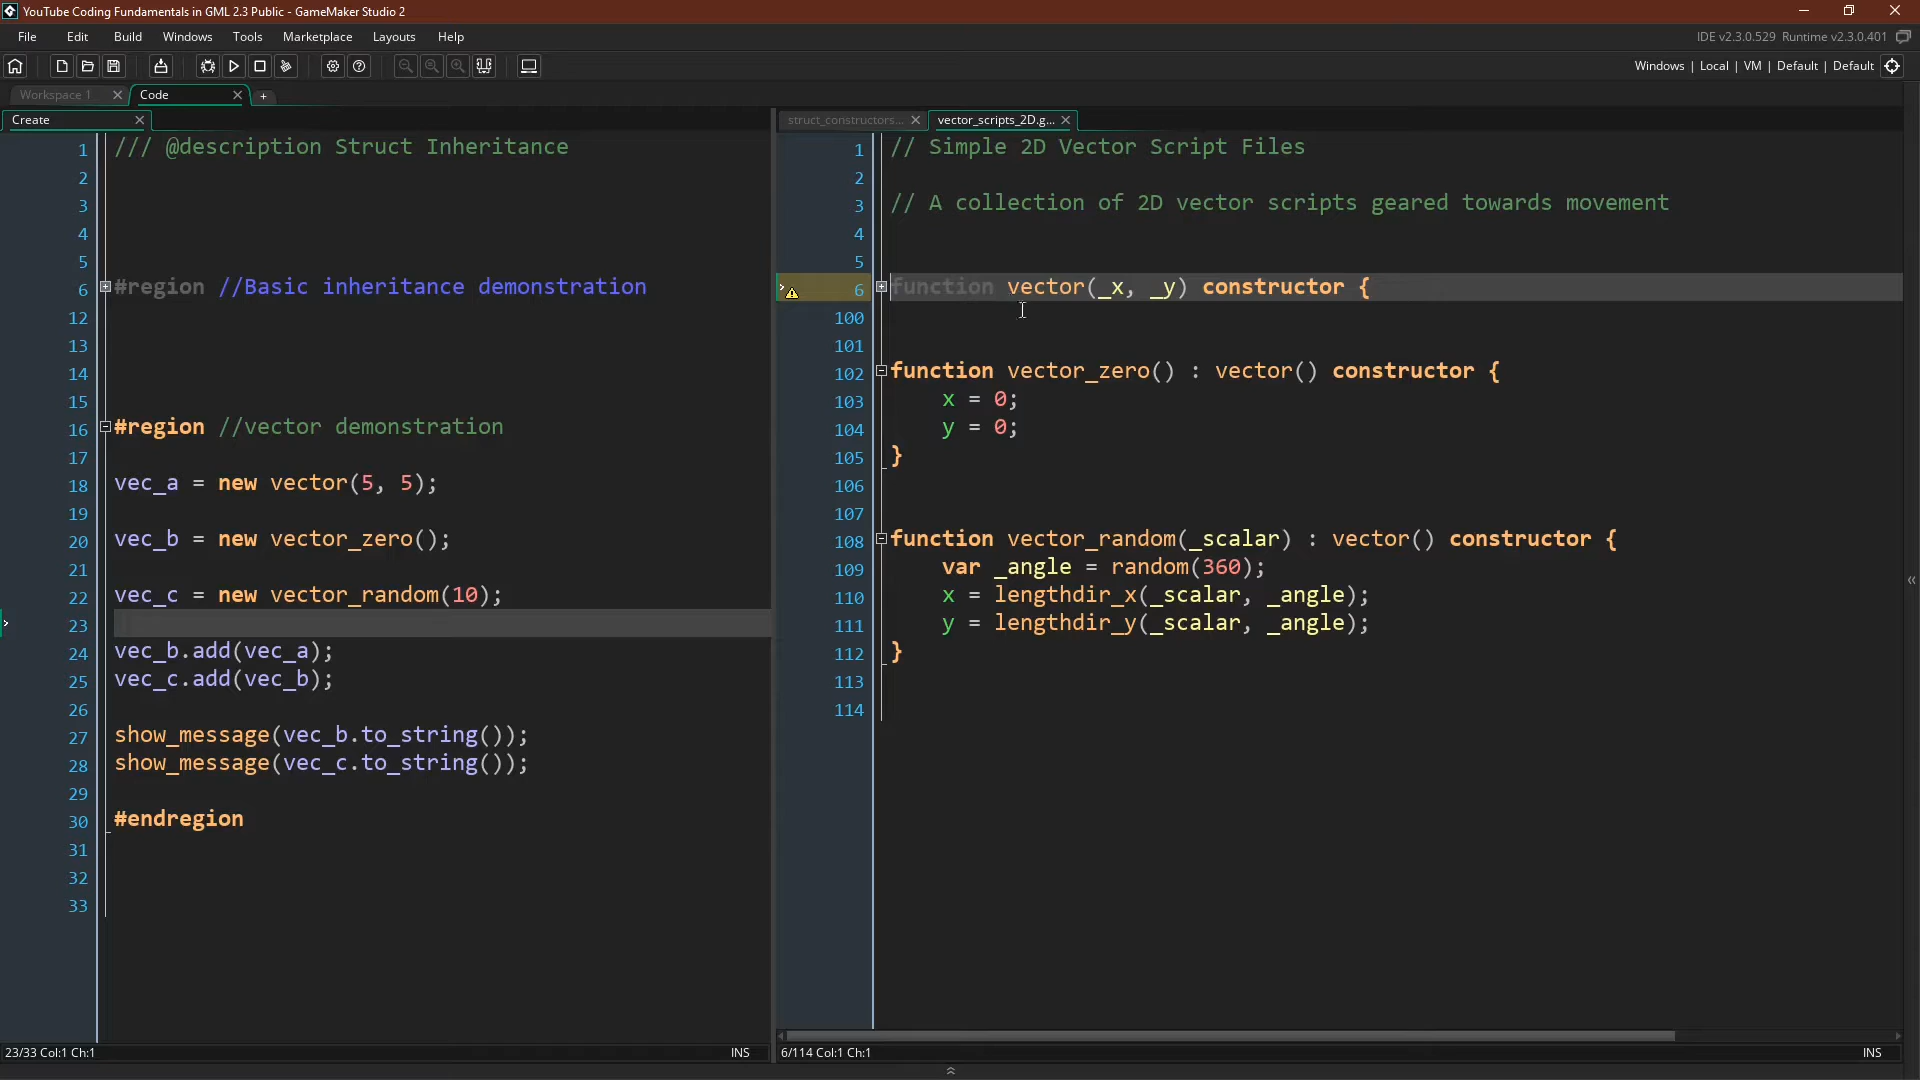 YouTube Coding Fundamentals in GML 2.3 Public - GameMaker Studio 2
File Edit Build Windows Tools Marketplace Layouts Help
IDE v2.3.0.529 Runtime v2.3.0.401
Windows | Local | VM | Default | Default
Workspace 1
Code
Create
1 /// @description Struct Inheritance
2
3
4
5
6 #region //Basic inheritance demonstration
12
13
14
15
16 #region //vector demonstration
17
18 vec_a = new vector(5, 5);
19
20 vec_b = new vector_zero();
21
22 vec_c = new vector_random(10);
23
24 vec_b.add(vec_a);
25 vec_c.add(vec_b);
26
27 show_message(vec_b.to_string());
28 show_message(vec_c.to_string());
29
30 #endregion
31
32
33
23/33 Col:1 Ch:1
INS
struct_constructors...
vector_scripts_2D.g...
1 // Simple 2D Vector Script Files
2
3 // A collection of 2D vector scripts geared towards movement
4
5
6 function vector(_x, _y) constructor {
100
101
102 function vector_zero() : vector() constructor {
103 x = 0;
104 y = 0;
105 }
106
107
108 function vector_random(_scalar) : vector() constructor {
109 var _angle = random(360);
110 x = lengthdir_x(_scalar, _angle);
111 y = lengthdir_y(_scalar, _angle);
112 }
113
114
6/114 Col:1 Ch:1
INS